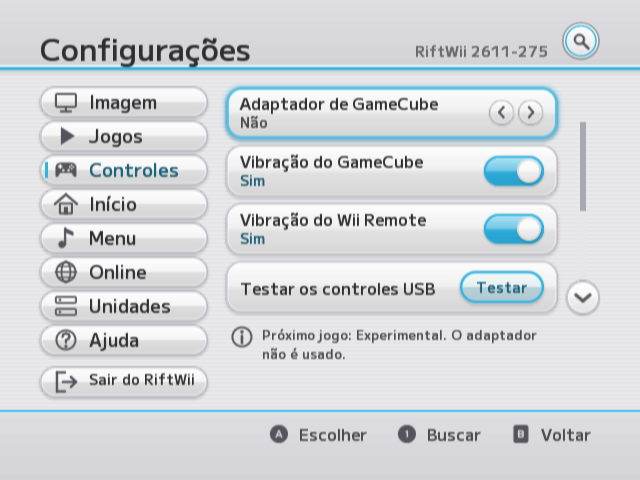 Configurações
RiftWii 2611-275
Imagem
Jogos
Controles
Início
Menu
Online
Unidades
Ajuda
Sair do RiftWii
Adaptador de GameCube
Não
Vibração do GameCube
Sim
Vibração do Wii Remote
Sim
Testar os controles USB
Testar
Próximo jogo: Experimental. O adaptador
não é usado.
A Escolher
1 Buscar
B Voltar